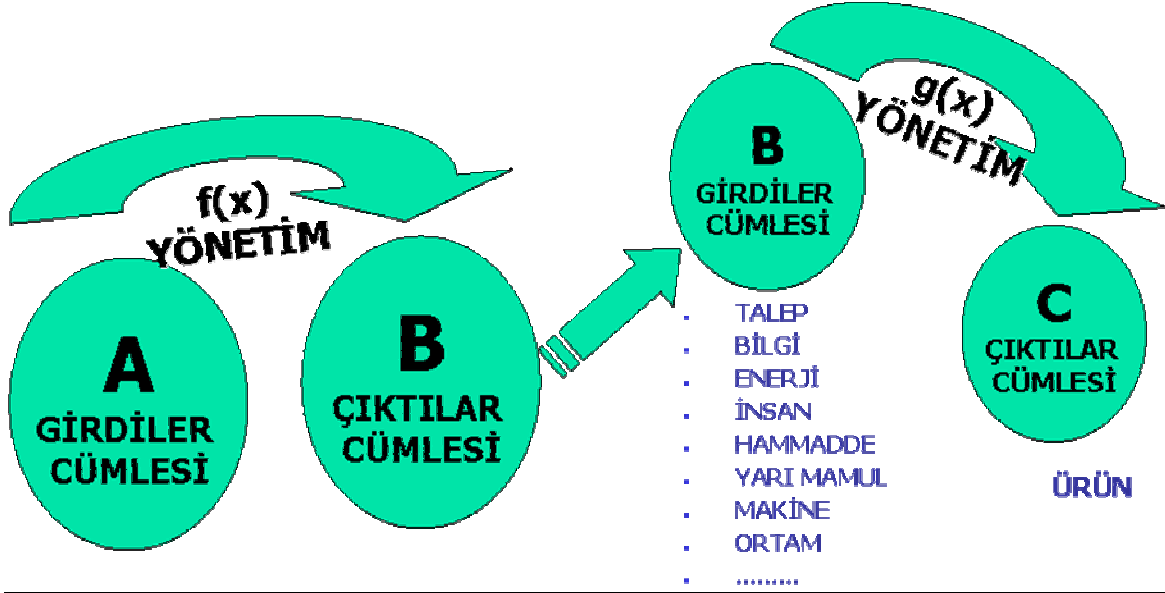 f(x)
YÖNETİM
A
GİRDİLER
CÜMLESİ
B
ÇIKTILAR
CÜMLESİ
g(x)
YÖNETİM
B
GİRDİLER
CÜMLESİ
TALEP
BİLGİ
ENERJİ
İNSAN
HAMMADDE
YARI MAMUL
MAKİNE
ORTAM
.........
C
ÇIKTILAR
CÜMLESİ
ÜRÜN